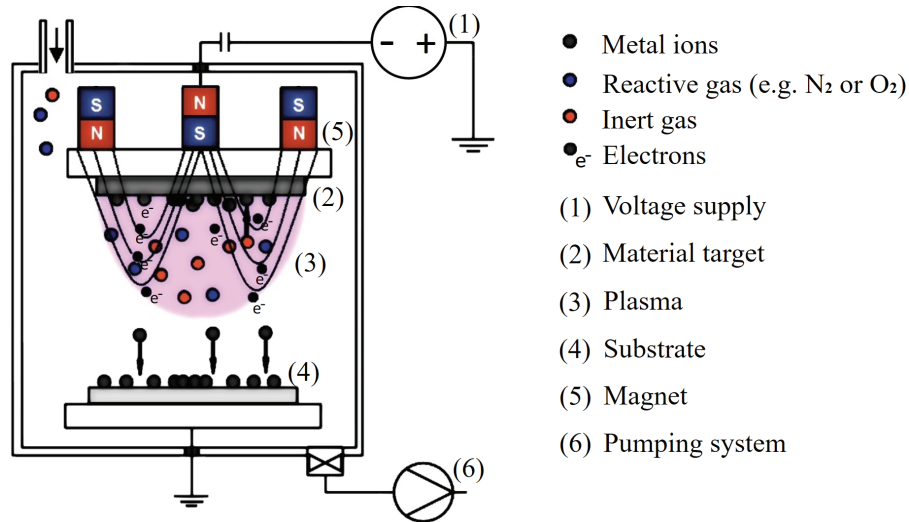 (1)
- +
S N S
N S N
(5)
(2)
e-
e-
e-
e-
e-
e-
e-
e-
(3)
(4)
(6)
Metal ions
Reactive gas (e.g. N₂ or O₂)
Inert gas
e- Electrons
(1) Voltage supply
(2) Material target
(3) Plasma
(4) Substrate
(5) Magnet
(6) Pumping system